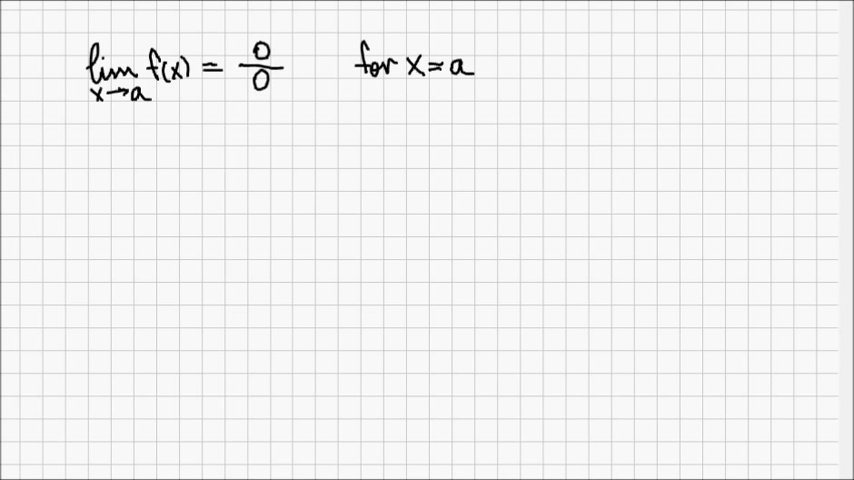 lim f(x) = 0/0 for x = a
x→a